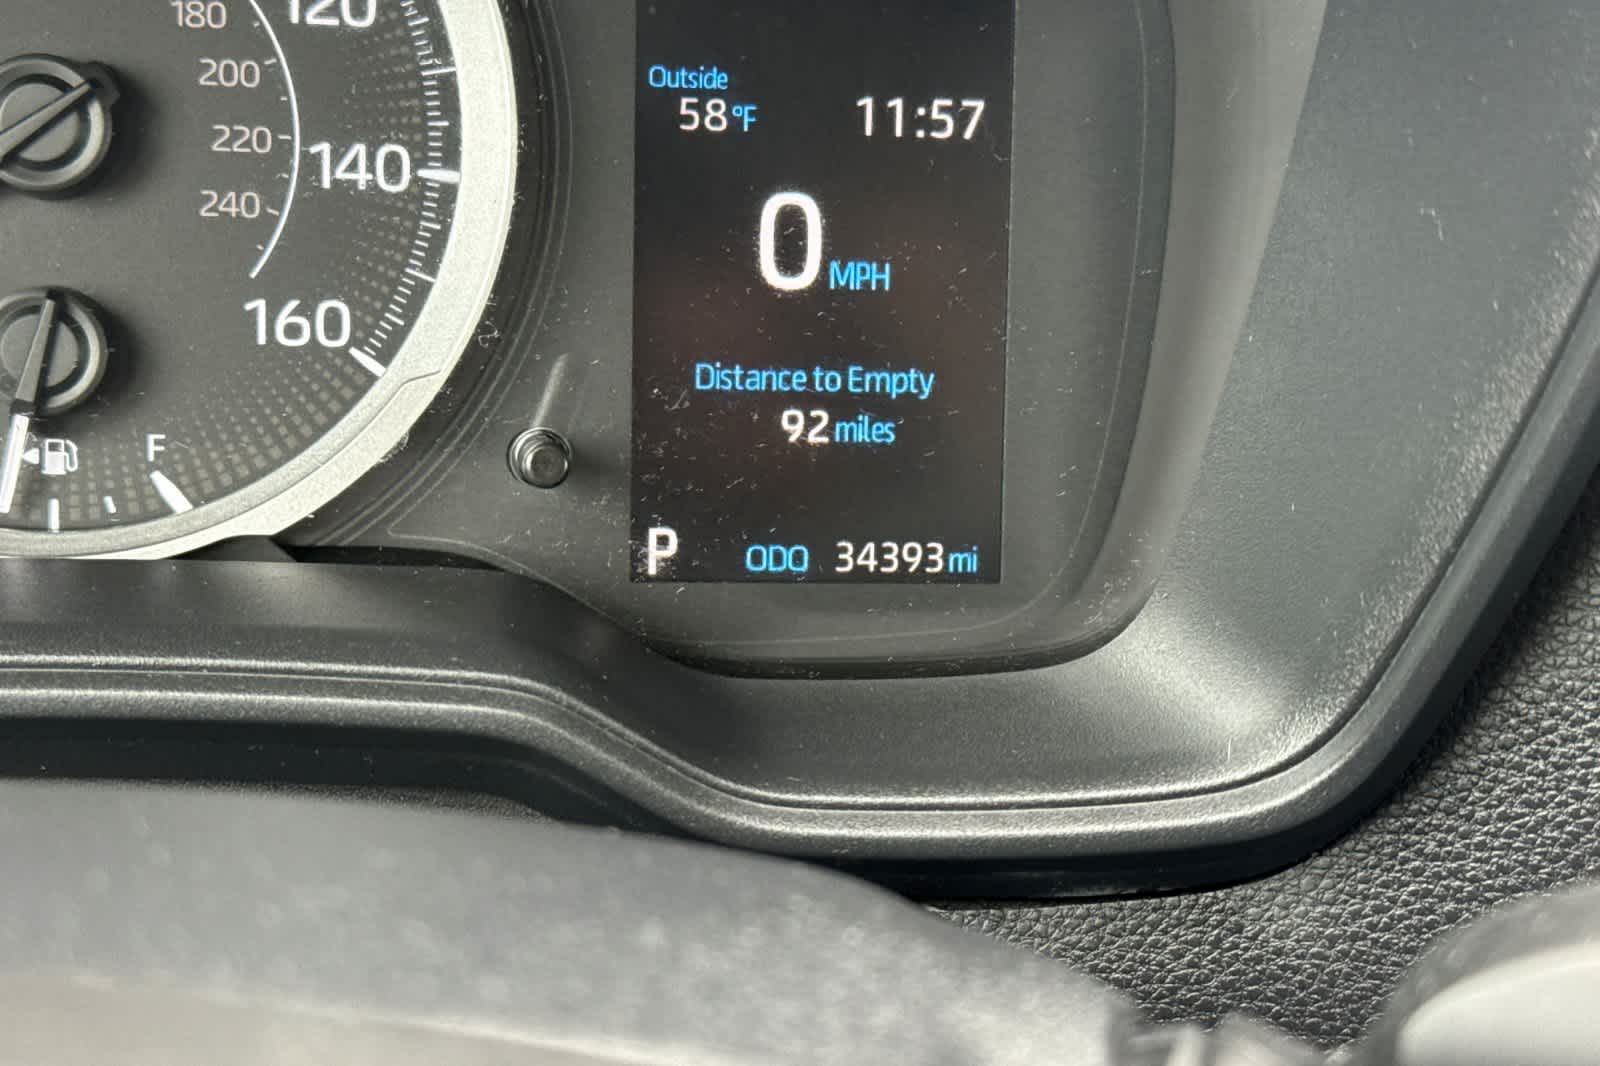 180
120
200
220
140
240
160
F
Outside
58°F
11:57
0 MPH
Distance to Empty
92 miles
P
ODO 34393 mi